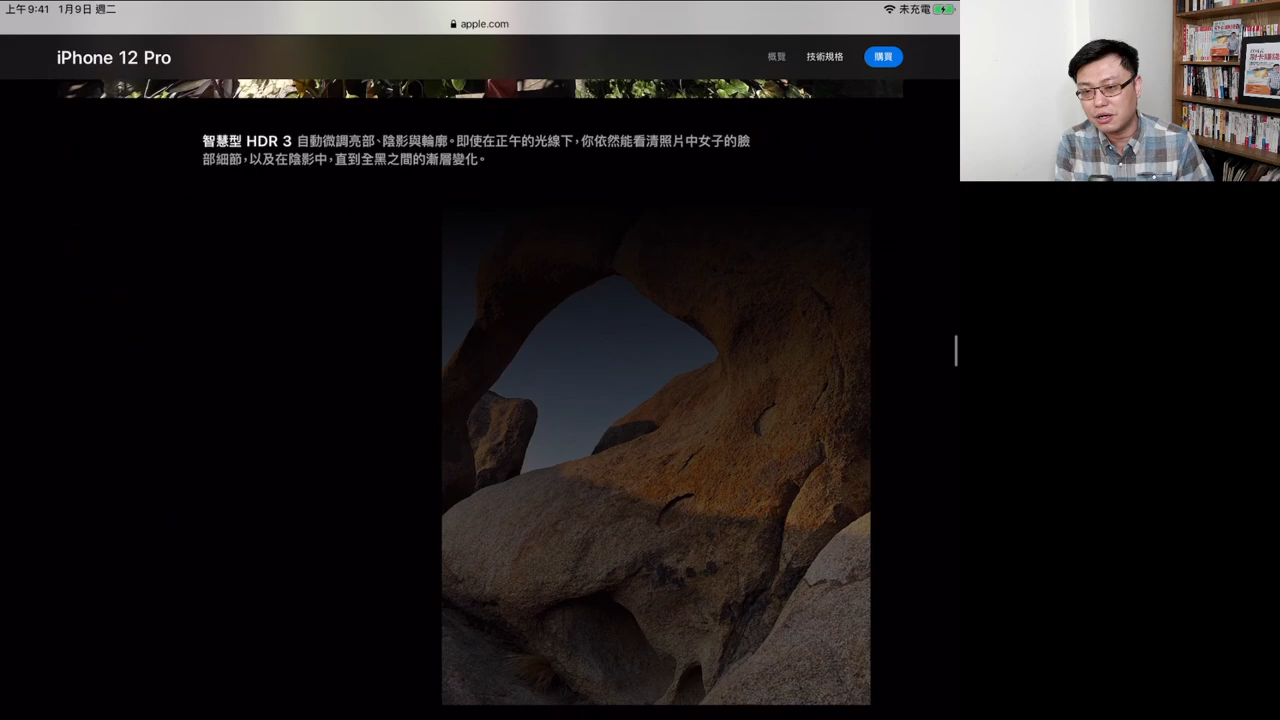 上午9:41 1月9日 週二
未充電
apple.com
iPhone 12 Pro
概覽 技術規格 購買
智慧型 HDR 3 自動微調亮部、陰影與輪廓。即使在正午的光線下，你依然能看清照片中女子的臉
部細節，以及在陰影中，直到全黑之間的漸層變化。